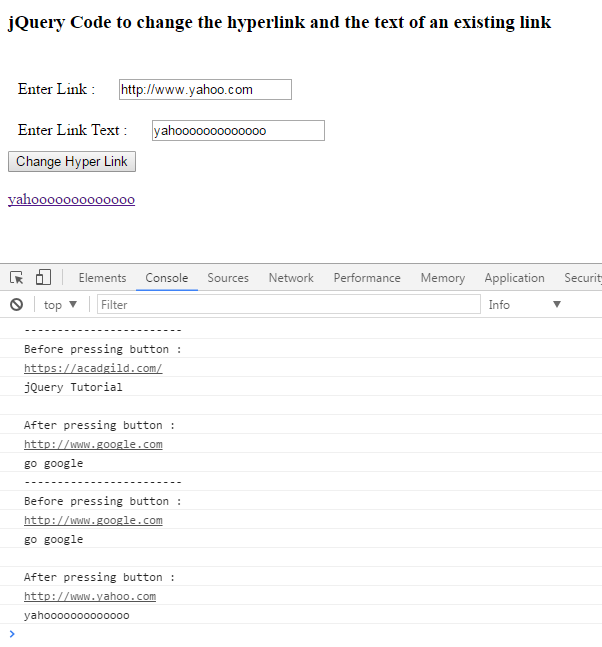 jQuery Code to change the hyperlink and the text of an existing link
Enter Link : http://www.yahoo.com
Enter Link Text : yahooooooooooooo
Change Hyper Link
yahooooooooooooo
Elements Console Sources Network Performance Memory Application Security
top ▼ Filter Info ▼
------------------------
Before pressing button :
https://acadgild.com/
jQuery Tutorial
After pressing button :
http://www.google.com
go google
------------------------
Before pressing button :
http://www.google.com
go google
After pressing button :
http://www.yahoo.com
yahooooooooooooo
>